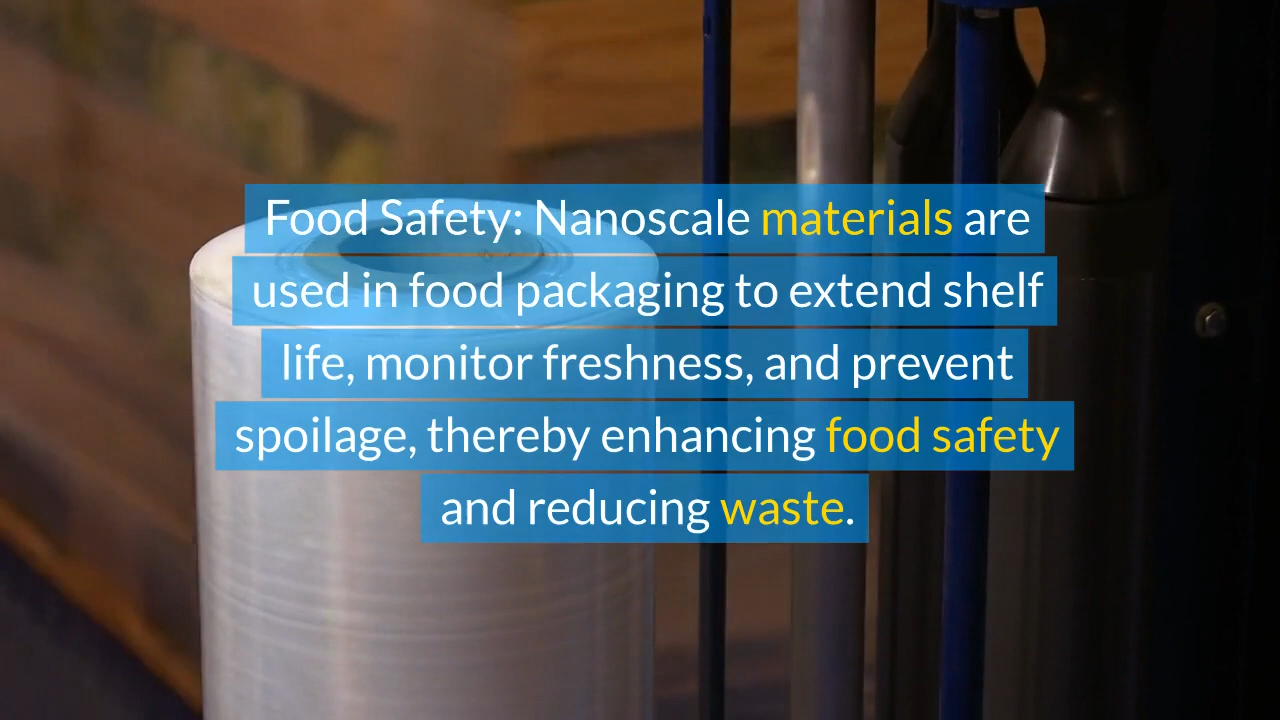 Food Safety: Nanoscale materials are
used in food packaging to extend shelf
life, monitor freshness, and prevent
spoilage, thereby enhancing food safety
and reducing waste.